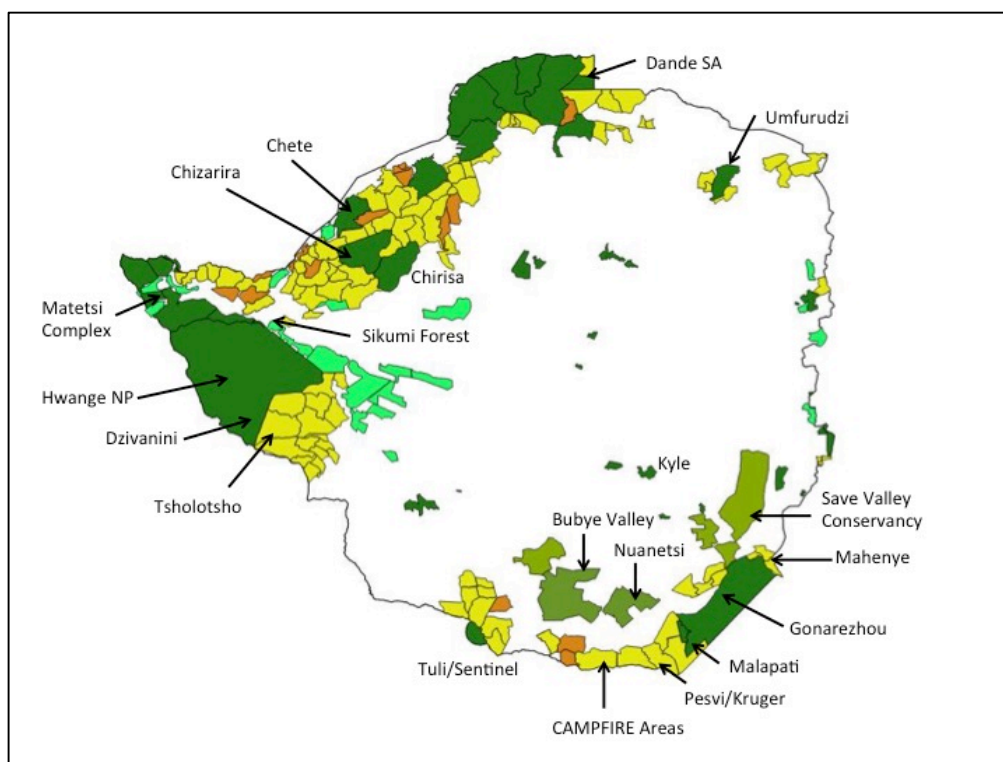 Dande SA
Umfurudzi
Chete
Chizarira
Chirisa
Matetsi
Complex
Sikumi Forest
Hwange NP
Dzivanini
Tsholotsho
Kyle
Save Valley
Conservancy
Bubye Valley
Nuanetsi
Mahenye
Gonarezhou
Malapati
Tuli/Sentinel
Pesvi/Kruger
CAMPFIRE Areas